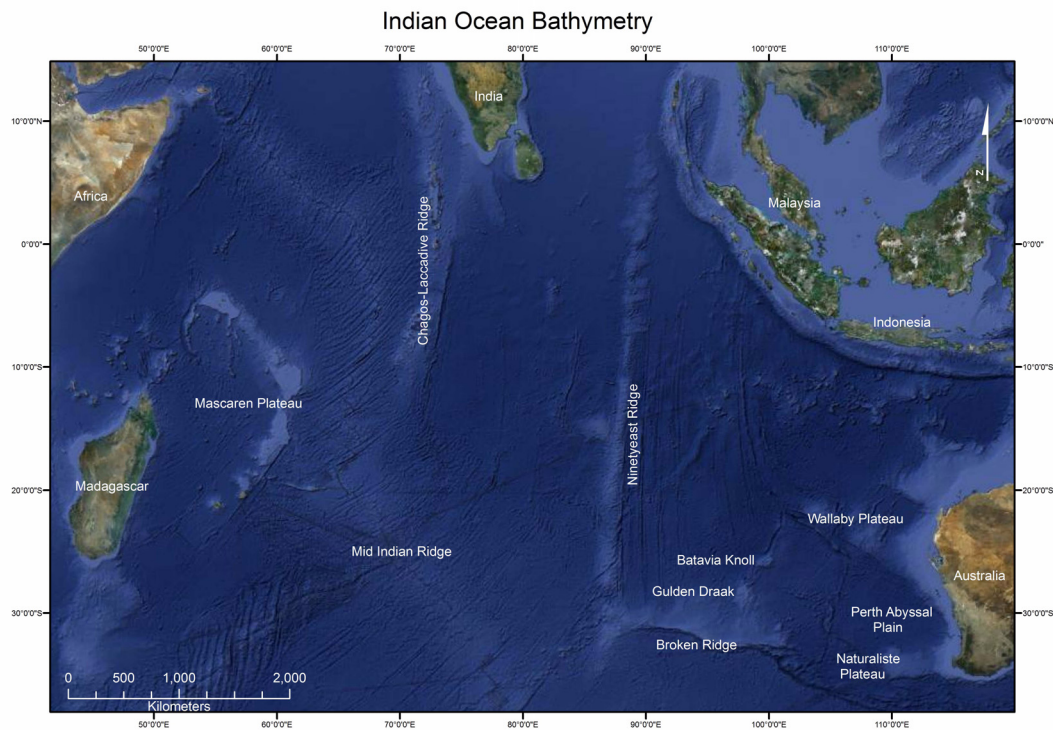 Indian Ocean Bathymetry
50°0'0"E 60°0'0"E 70°0'0"E 80°0'0"E 90°0'0"E 100°0'0"E 110°0'0"E
India
10°0'0"N 10°0'0"N
N
Africa
Malaysia
Chagos-Laccadive Ridge
0°0'0" 0°0'0"
Indonesia
10°0'0"S 10°0'0"S
Mascaren Plateau
Ninetyeast Ridge
Madagascar
20°0'0"S 20°0'0"S
Wallaby Plateau
Mid Indian Ridge
Batavia Knoll
Australia
Gulden Draak
30°0'0"S 30°0'0"S
Perth Abyssal
Plain
Broken Ridge
Naturaliste
Plateau
0 500 1,000 2,000
Kilometers
50°0'0"E 60°0'0"E 70°0'0"E 80°0'0"E 90°0'0"E 100°0'0"E 110°0'0"E